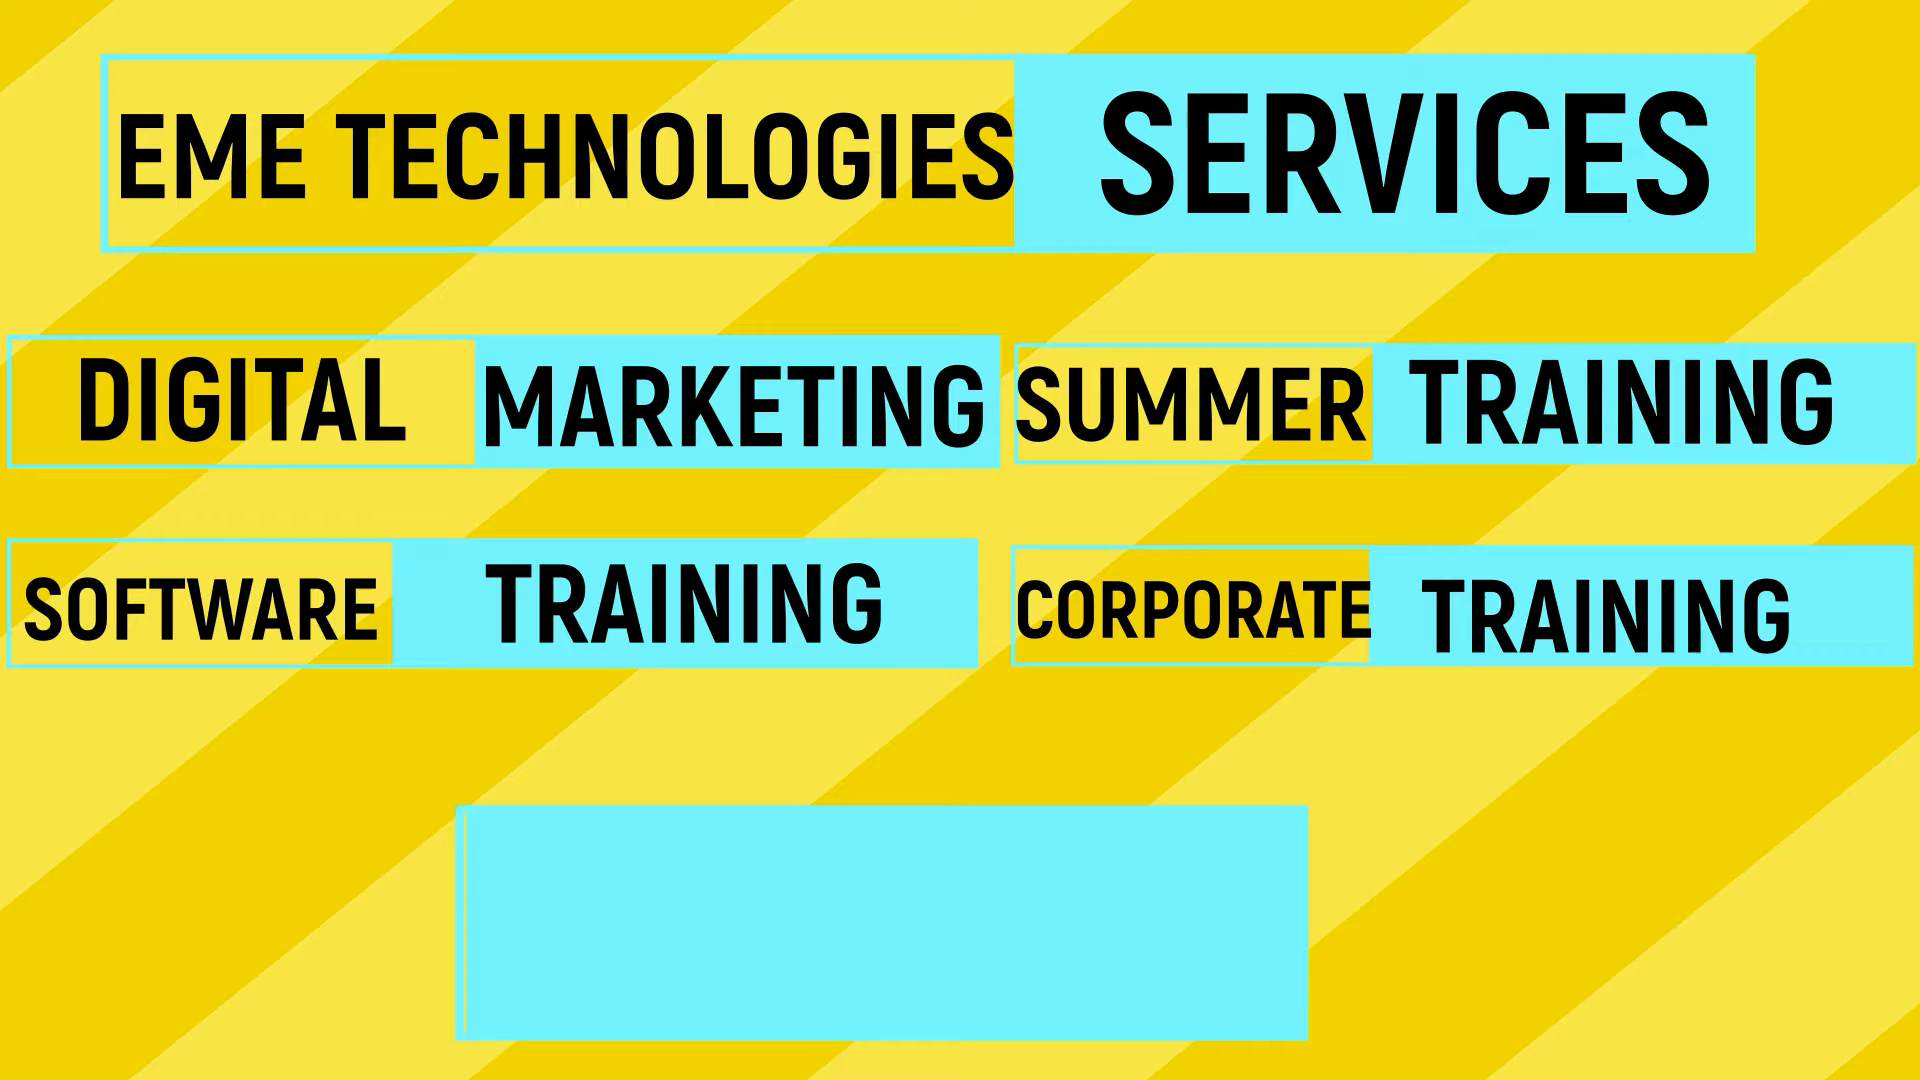 EME TECHNOLOGIES SERVICES
DIGITAL MARKETING
SUMMER TRAINING
SOFTWARE TRAINING
CORPORATE TRAINING